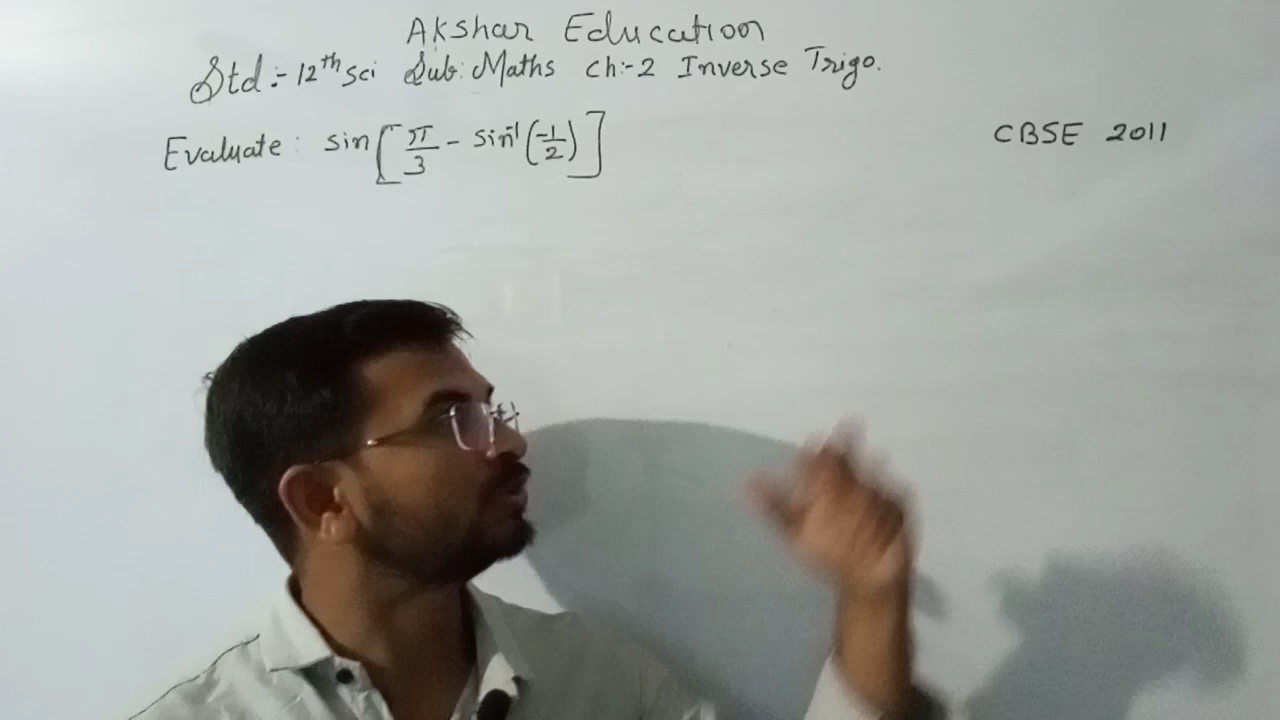 Akshar Education
Std:- 12th Sci Sub: Maths Ch:-2 Inverse Trigo.
Evaluate: sin[π/3 - sin⁻¹(-1/2)] CBSE 2011